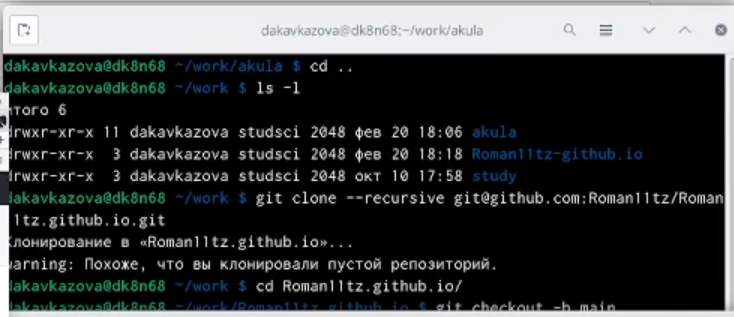 dakavkazova@dk8n68:~/work/akula
dakavkazova@dk8n68 ~/work/akula $ cd ..
dakavkazova@dk8n68 ~/work $ ls -l
итого 6
drwxr-xr-x 11 dakavkazova studsci 2048 фев 20 18:06 akula
drwxr-xr-x  3 dakavkazova studsci 2048 фев 20 18:18 Roman11tz-github.io
drwxr-xr-x  3 dakavkazova studsci 2048 окт 10 17:58 study
dakavkazova@dk8n68 ~/work $ git clone --recursive git@github.com:Roman11tz/Roman
11tz.github.io.git
Клонирование в «Roman11tz.github.io»...
warning: Похоже, что вы клонировали пустой репозиторий.
dakavkazova@dk8n68 ~/work $ cd Roman11tz.github.io/
dakavkazova@dk8n68 ~/work/Roman11tz.github.io $ git checkout -b main